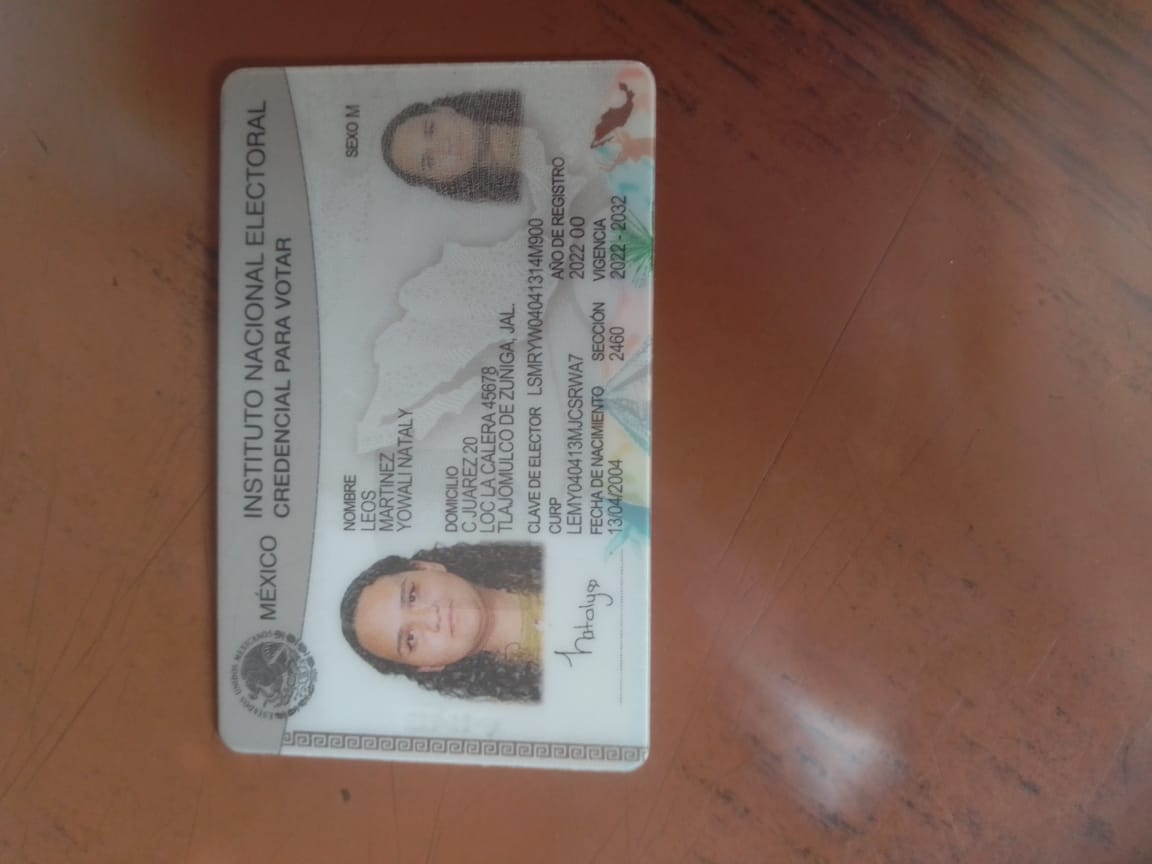 ESTADOS UNIDOS MEXICANOS
MÉXICO INSTITUTO NACIONAL ELECTORAL
CREDENCIAL PARA VOTAR
NOMBRE
LEOS
MARTINEZ
YOWALI NATALY
SEXO M
DOMICILIO
C JUAREZ 20
LOC LA CALERA 45678
TLAJOMULCO DE ZUÑIGA, JAL.
CLAVE DE ELECTOR LSMRYW04041314M900
CURP
LEMY040413MJCSRWA7
AÑO DE REGISTRO
2022 00
FECHA DE NACIMIENTO
13/04/2004
SECCIÓN
2460
VIGENCIA
2022 - 2032